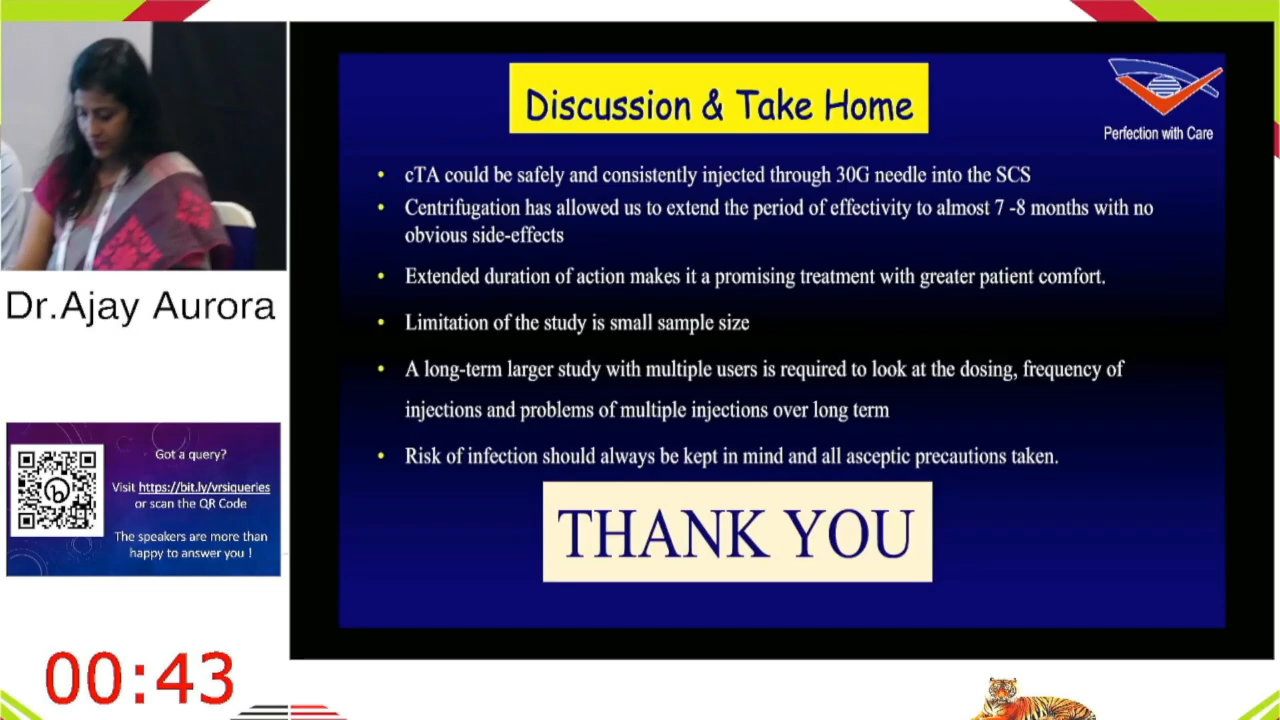 Discussion & Take Home
Perfection with Care
• cTA could be safely and consistently injected through 30G needle into the SCS
• Centrifugation has allowed us to extend the period of effectivity to almost 7 -8 months with no
obvious side-effects
• Extended duration of action makes it a promising treatment with greater patient comfort.
• Limitation of the study is small sample size
• A long-term larger study with multiple users is required to look at the dosing, frequency of
injections and problems of multiple injections over long term
• Risk of infection should always be kept in mind and all asceptic precautions taken.
THANK YOU
Dr.Ajay Aurora
Got a query?
Visit https://bit.ly/vrsiqueries
or scan the QR Code
The speakers are more than
happy to answer you !
00:43